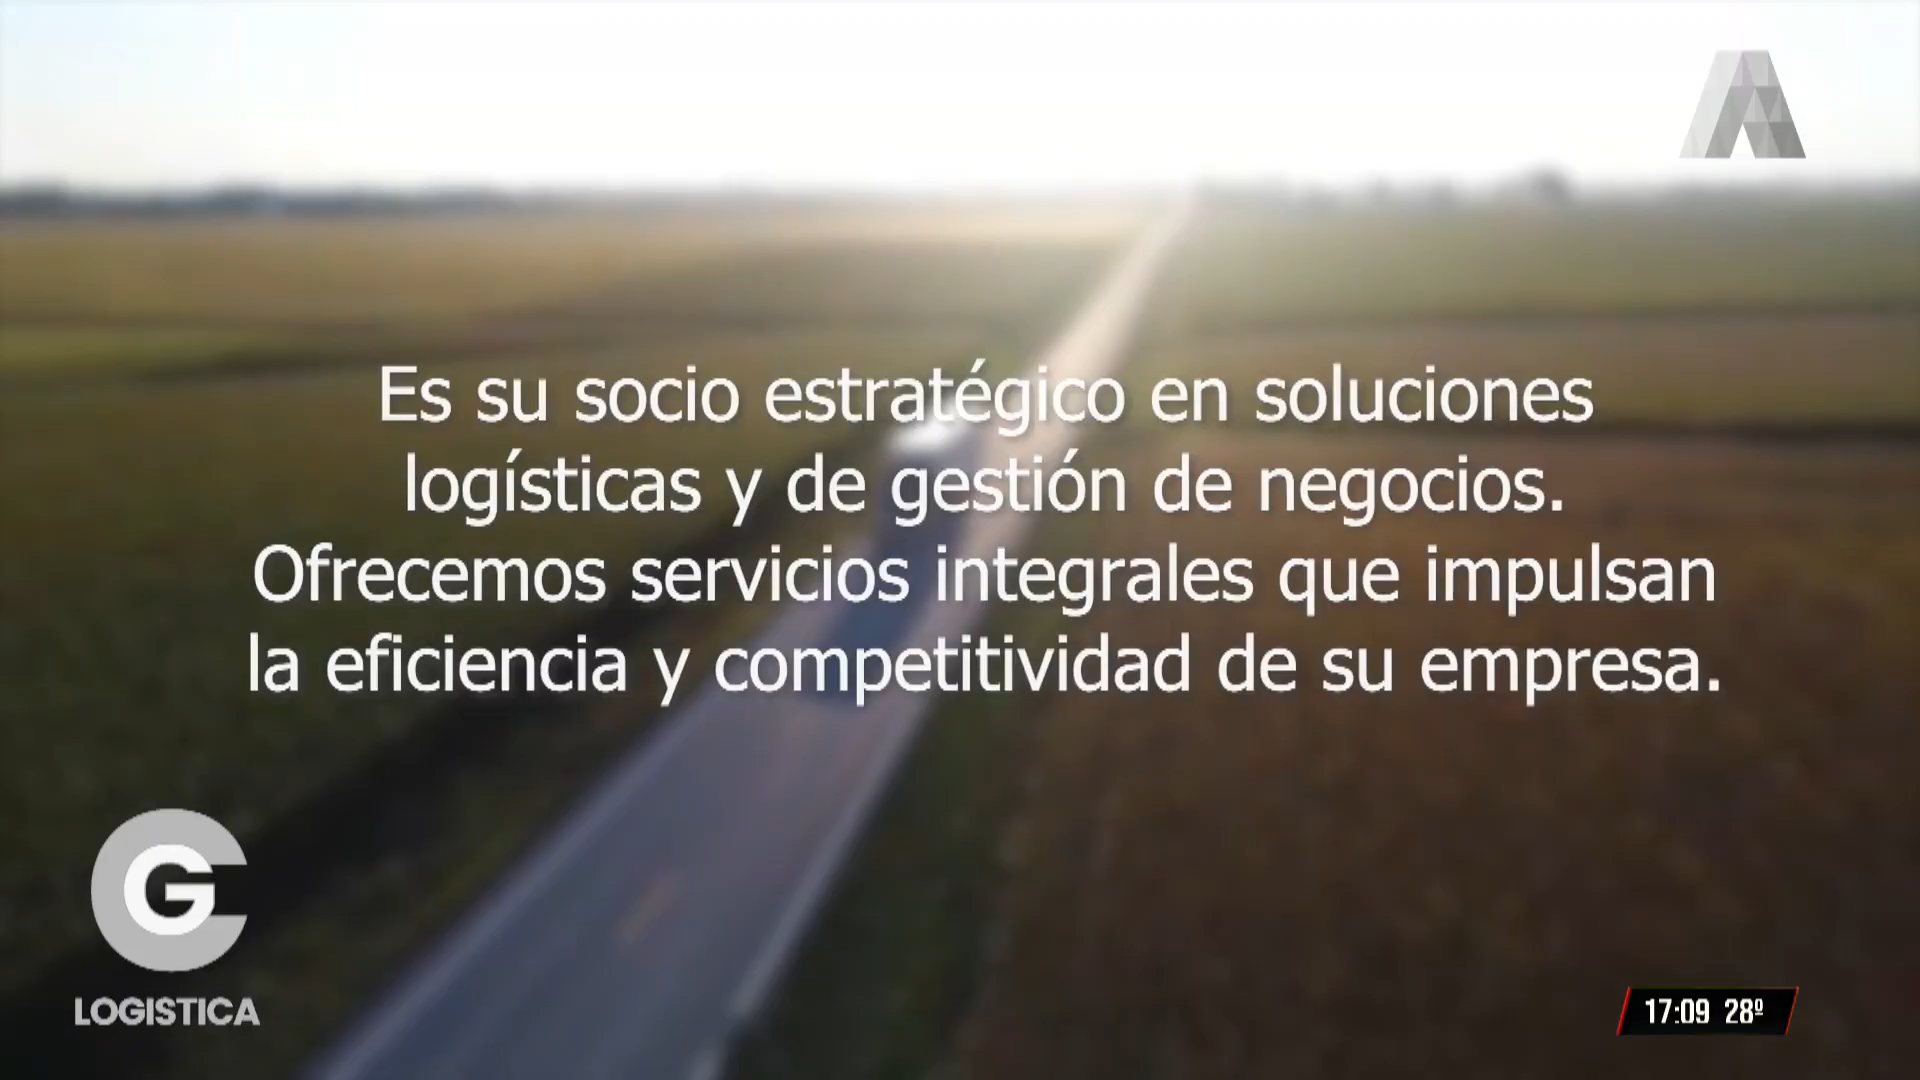 Es su socio estratégico en soluciones
logísticas y de gestión de negocios.
Ofrecemos servicios integrales que impulsan
la eficiencia y competitividad de su empresa.
CG
LOGISTICA
17:09 28º